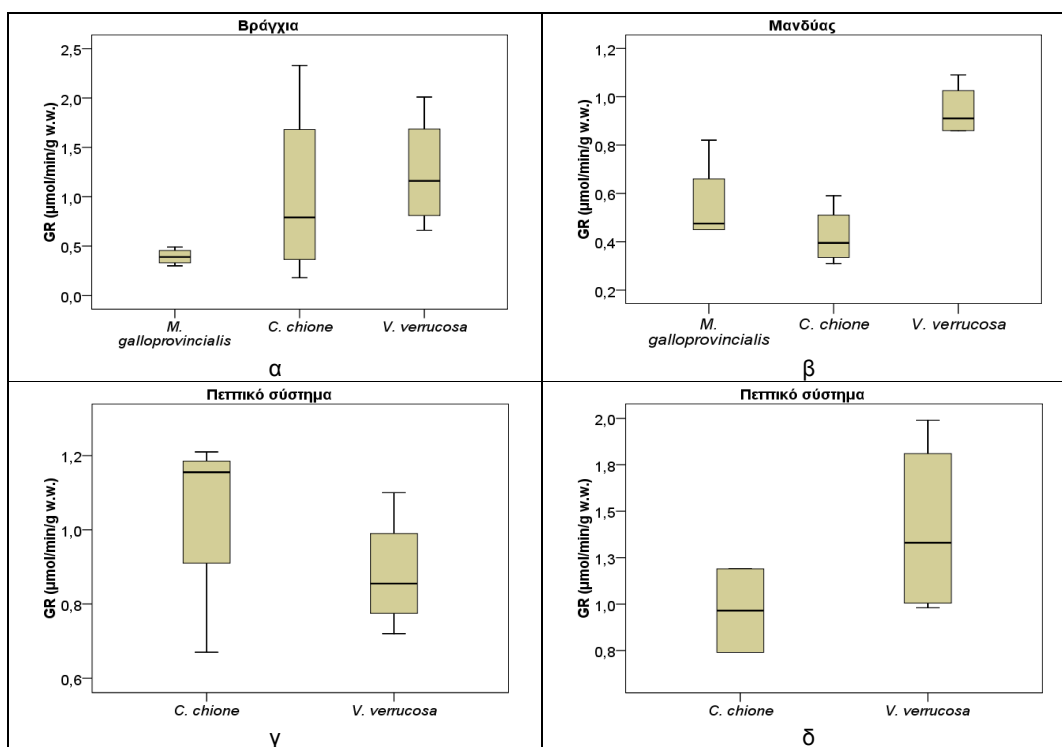 Βράγχια
GR (μmol/min/g w.w.)
2,5
2,0
1,5
1,0
0,5
0,0
M. galloprovincialis
C. chione
V. verrucosa
α
Μανδύας
GR (μmol/min/g w.w.)
1,2
1,0
0,8
0,6
0,4
0,2
M. galloprovincialis
C. chione
V. verrucosa
β
Πεπτικό σύστημα
GR (μmol/min/g w.w.)
1,2
1,0
0,8
0,6
C. chione
V. verrucosa
γ
Πεπτικό σύστημα
GR (μmol/min/g w.w.)
2,0
1,8
1,5
1,3
1,0
0,8
C. chione
V. verrucosa
δ